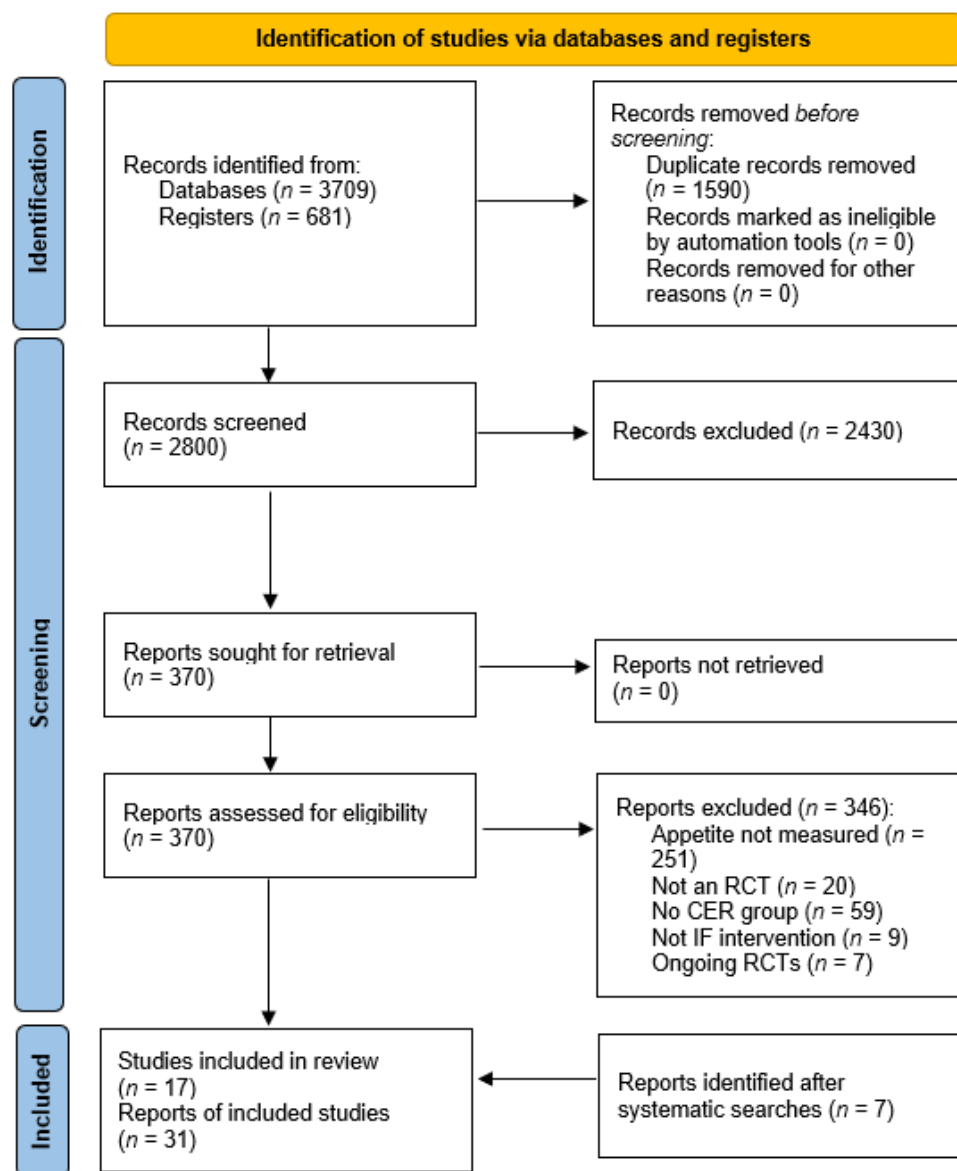 Identification of studies via databases and registers
Identification
Records identified from:
Databases (n = 3709)
Registers (n = 681)
Records removed before
screening:
Duplicate records removed
(n = 1590)
Records marked as ineligible
by automation tools (n = 0)
Records removed for other
reasons (n = 0)
Screening
Records screened
(n = 2800)
Records excluded (n = 2430)
Reports sought for retrieval
(n = 370)
Reports not retrieved
(n = 0)
Reports assessed for eligibility
(n = 370)
Reports excluded (n = 346):
Appetite not measured (n =
251)
Not an RCT (n = 20)
No CER group (n = 59)
Not IF intervention (n = 9)
Ongoing RCTs (n = 7)
Included
Studies included in review
(n = 17)
Reports of included studies
(n = 31)
Reports identified after
systematic searches (n = 7)